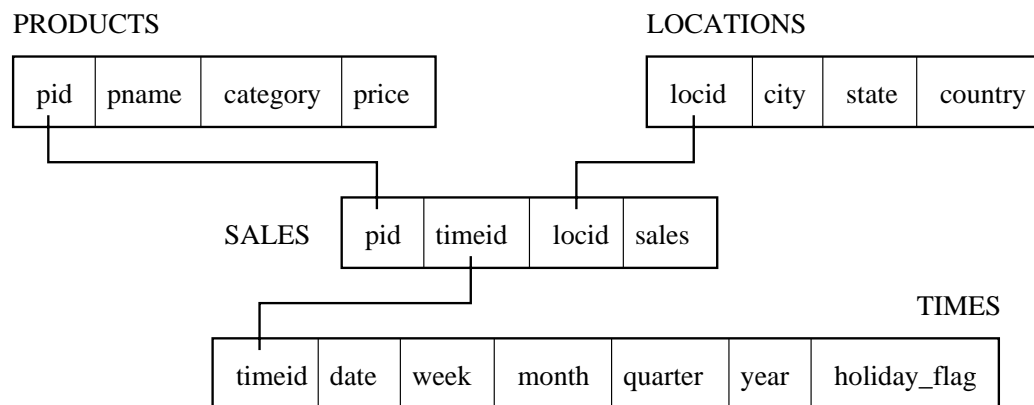 PRODUCTS LOCATIONS
pid pname category price locid city state country
SALES pid timeid locid sales
TIMES
timeid date week month quarter year holiday_flag